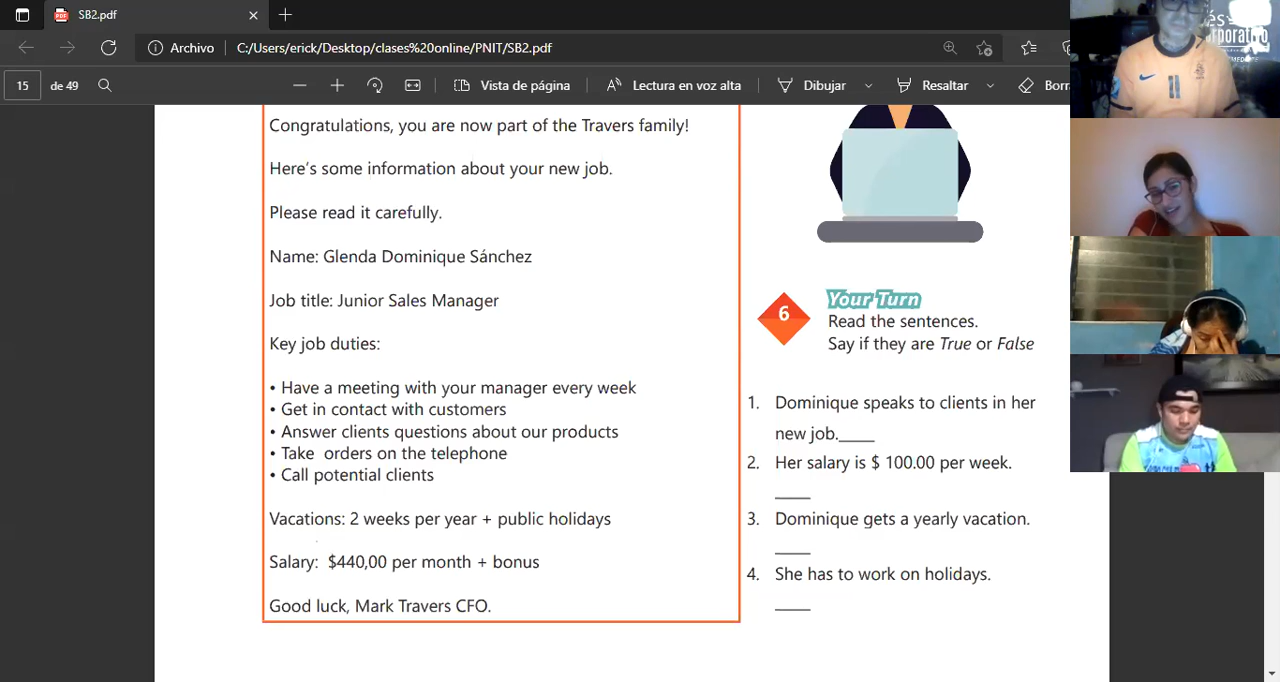 SB2.pdf
Archivo
C:/Users/erick/Desktop/clases%20online/PNIT/SB2.pdf
15 de 49
Vista de página
Lectura en voz alta
Dibujar
Resaltar
Congratulations, you are now part of the Travers family!
Here's some information about your new job.
Please read it carefully.
Name: Glenda Dominique Sánchez
Job title: Junior Sales Manager
Key job duties:
• Have a meeting with your manager every week
• Get in contact with customers
• Answer clients questions about our products
• Take orders on the telephone
• Call potential clients
Vacations: 2 weeks per year + public holidays
Salary: $440,00 per month + bonus
Good luck, Mark Travers CFO.
6
Your Turn
Read the sentences.
Say if they are True or False
1. Dominique speaks to clients in her
new job.____
2. Her salary is $ 100.00 per week.
____
3. Dominique gets a yearly vacation.
____
4. She has to work on holidays.
____
11